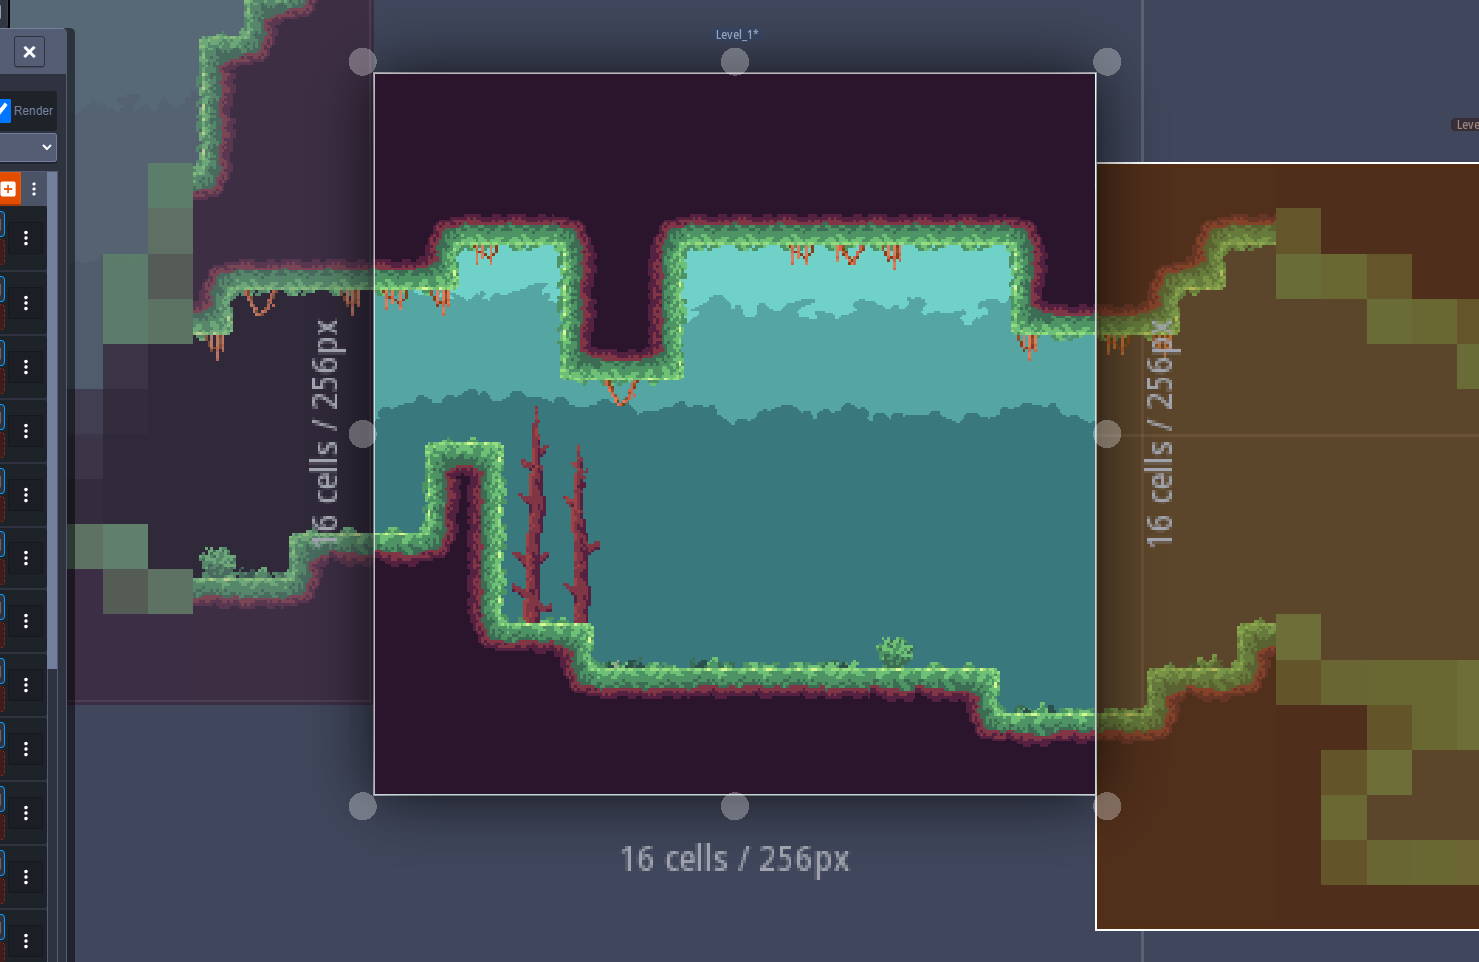 Level_1*
Render
Leve
16 cells / 256px
16 cells / 256px
16 cells / 256px